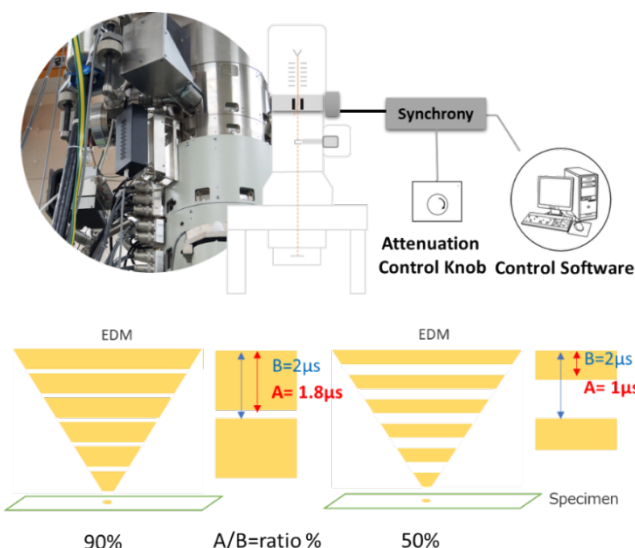 Synchrony
Attenuation
Control Knob
Control Software
EDM
B=2µs
A= 1.8µs
EDM
B=2µs
A= 1µs
Specimen
90%
A/B=ratio %
50%